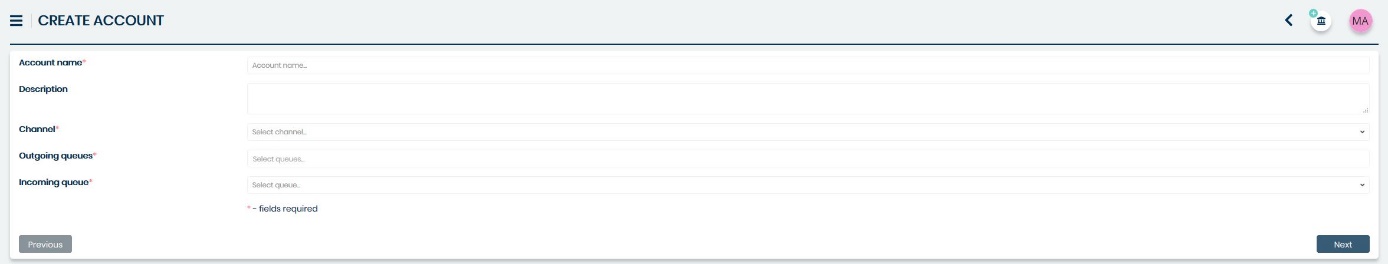 CREATE ACCOUNT
MA
Account name*
Account name...
Description
Channel*
Select channel...
Outgoing queues*
Select queues...
Incoming queue*
Select queue...
* - fields required
Previous
Next